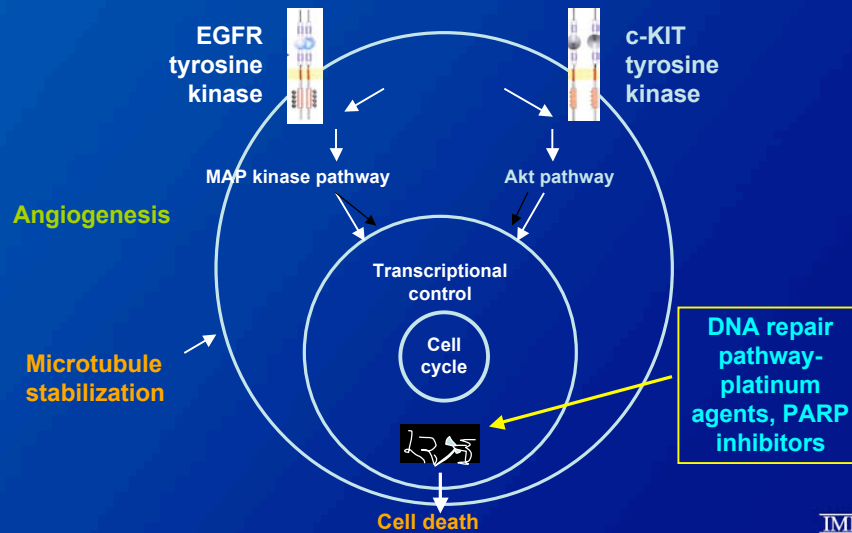 EGFR
tyrosine
kinase
c-KIT
tyrosine
kinase
MAP kinase pathway
Akt pathway
Angiogenesis
Transcriptional
control
Cell
cycle
Microtubule
stabilization
DNA repair
pathway-
platinum
agents, PARP
inhibitors
Cell death